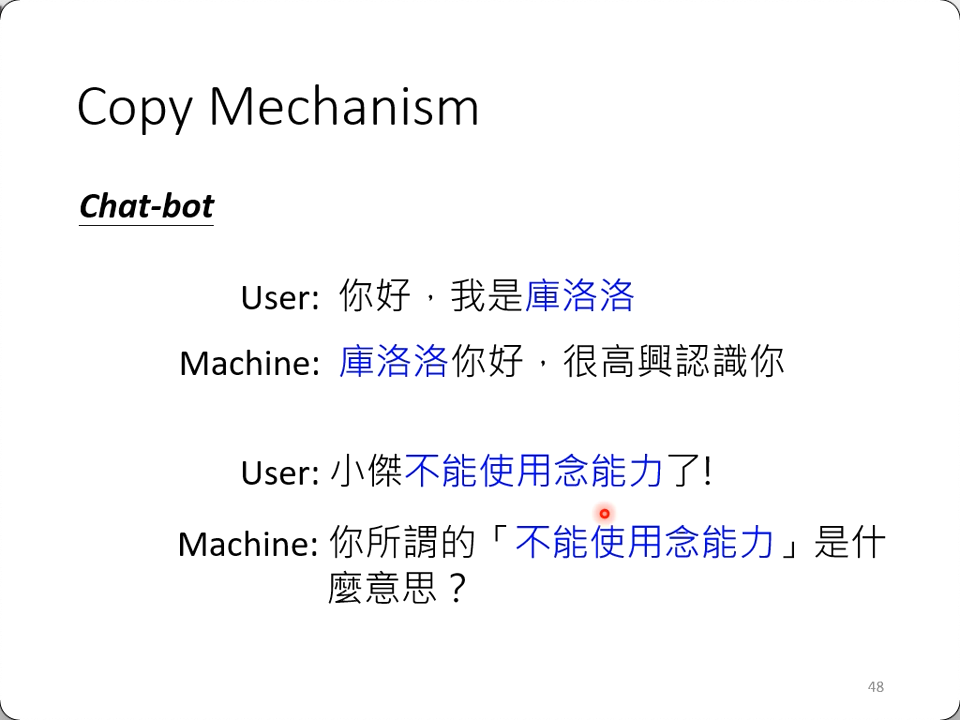 Copy Mechanism
Chat-bot
User: 你好，我是庫洛洛
Machine: 庫洛洛你好，很高興認識你
User: 小傑不能使用念能力了!
Machine: 你所謂的「不能使用念能力」是什
麼意思？
48